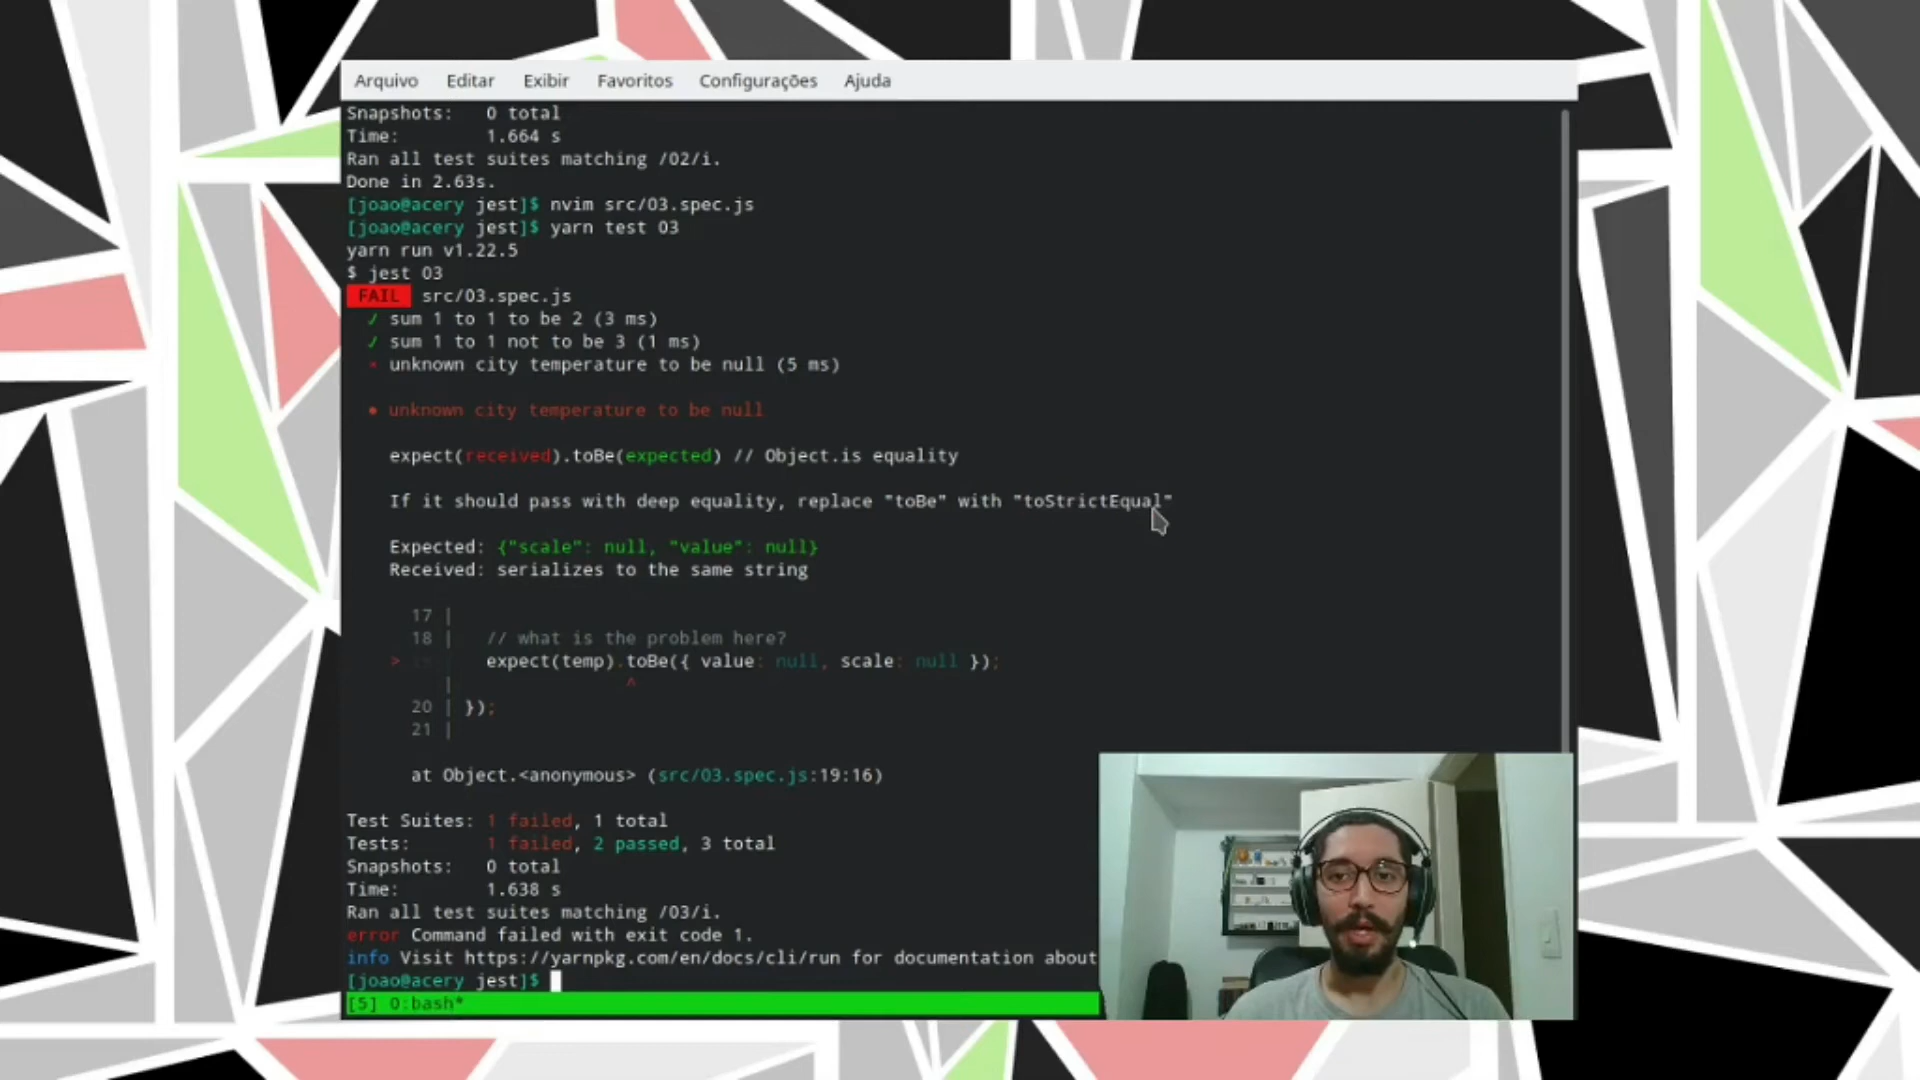 Arquivo Editar Exibir Favoritos Configurações Ajuda
Snapshots: 0 total
Time: 1.664 s
Ran all test suites matching /02/i.
Done in 2.63s.
[joao@acery jest]$ nvim src/03.spec.js
[joao@acery jest]$ yarn test 03
yarn run v1.22.5
$ jest 03
FAIL src/03.spec.js
✓ sum 1 to 1 to be 2 (3 ms)
✓ sum 1 to 1 not to be 3 (1 ms)
× unknown city temperature to be null (5 ms)
● unknown city temperature to be null
expect(received).toBe(expected) // Object.is equality
If it should pass with deep equality, replace "toBe" with "toStrictEqual"
Expected: {"scale": null, "value": null}
Received: serializes to the same string
17 |
18 | // what is the problem here?
> expect(temp).toBe({ value: null, scale: null });
| ^
20 | });
21 |
at Object.<anonymous> (src/03.spec.js:19:16)
Test Suites: 1 failed, 1 total
Tests: 1 failed, 2 passed, 3 total
Snapshots: 0 total
Time: 1.638 s
Ran all test suites matching /03/i.
error Command failed with exit code 1.
info Visit https://yarnpkg.com/en/docs/cli/run for documentation about
[joao@acery jest]$
[5] 0:bash*